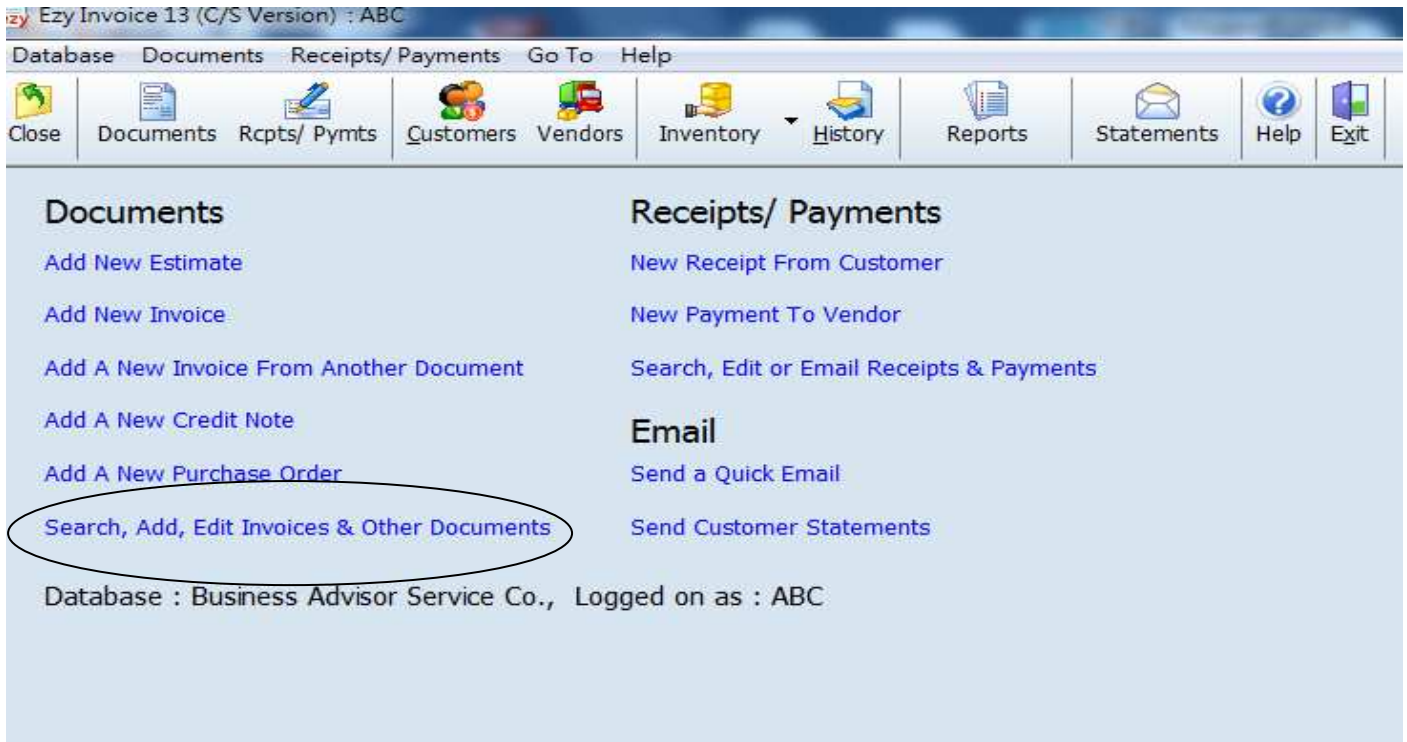 ezy Ezy Invoice 13 (C/S Version) : ABC
Database Documents Receipts/ Payments Go To Help
Close Documents Rcpts/ Pymts Customers Vendors Inventory History Reports Statements Help Exit
Documents
Add New Estimate
Add New Invoice
Add A New Invoice From Another Document
Add A New Credit Note
Add A New Purchase Order
Search, Add, Edit Invoices & Other Documents
Receipts/ Payments
New Receipt From Customer
New Payment To Vendor
Search, Edit or Email Receipts & Payments
Email
Send a Quick Email
Send Customer Statements
Database : Business Advisor Service Co., Logged on as : ABC